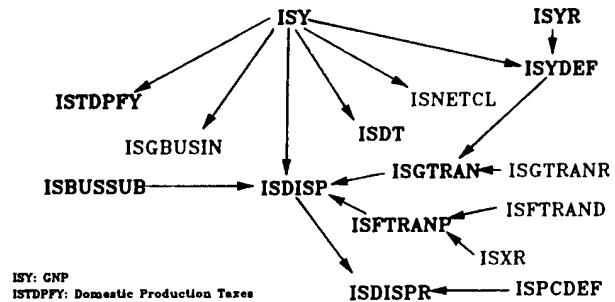 ISY
ISYR
ISYDEF
ISTDPFY
ISNETCL
ISGBUSIN
ISDT
ISBUSSUB
ISDISP
ISGTRAN
ISGTRANR
ISFTRANP
ISFTRAND
ISXR
ISDISPR
ISPCDEF
ISY: GNP
ISTDPFY: Domestic Production Taxes